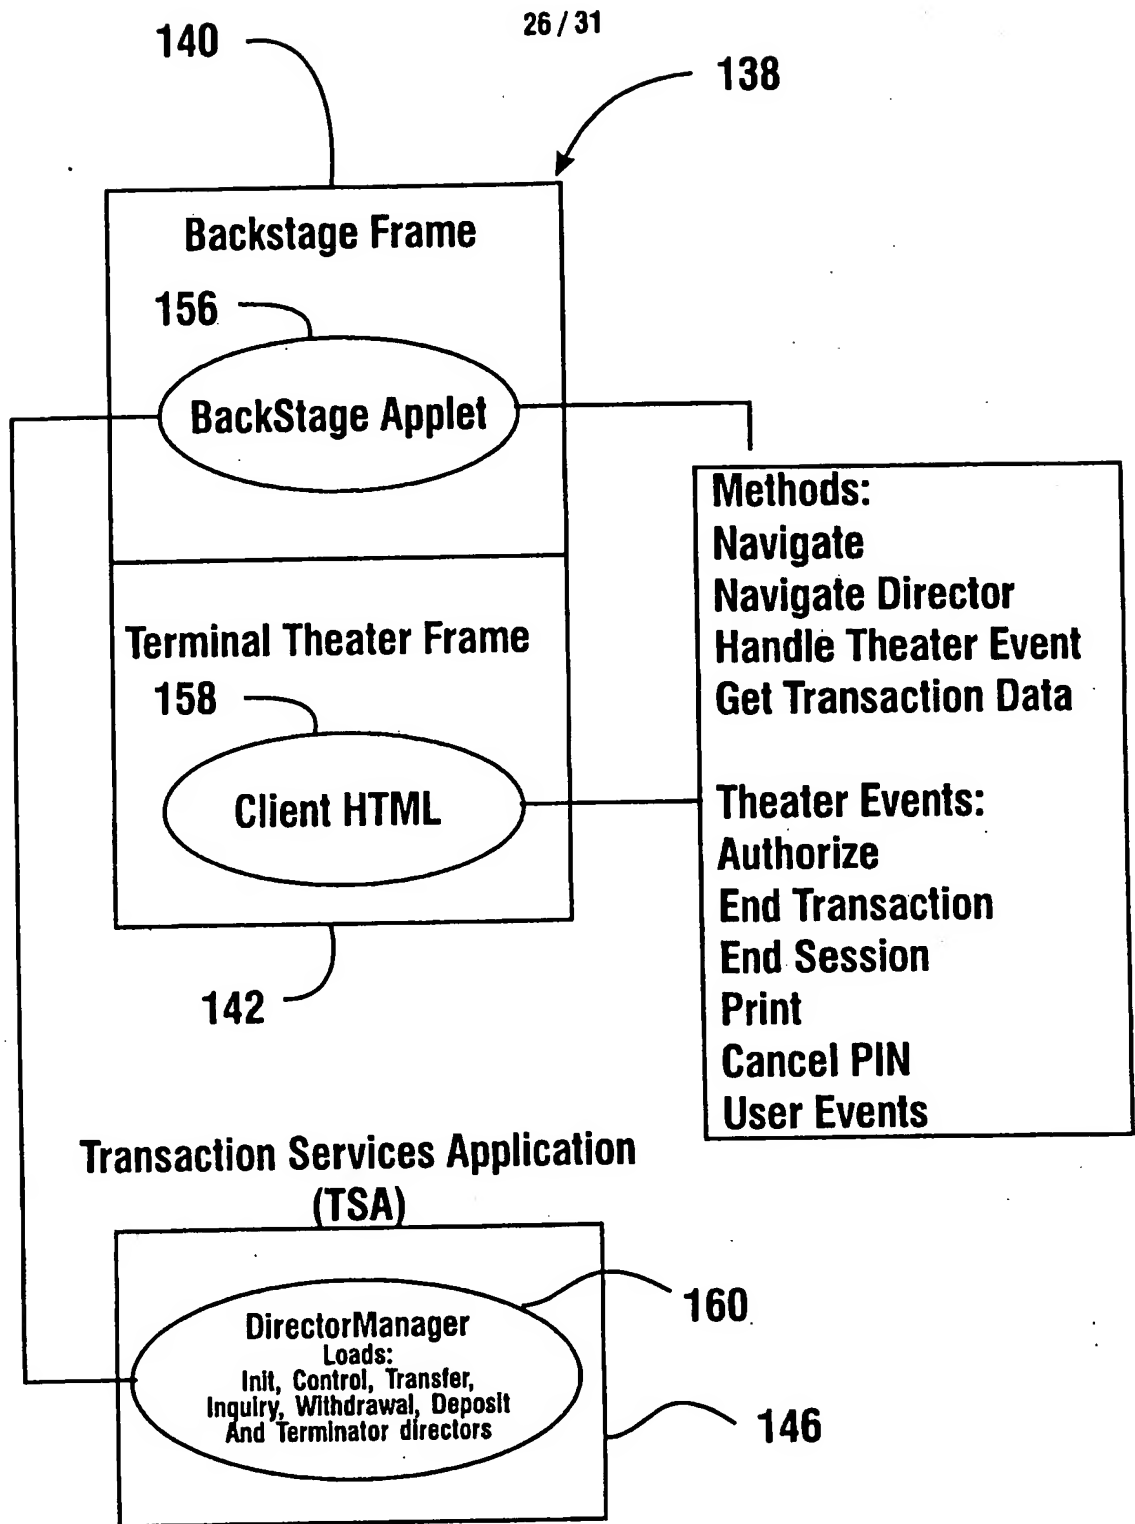 26 / 31
140
138
Backstage Frame
156
BackStage Applet
Terminal Theater Frame
158
Client HTML
142
Methods:
Navigate
Navigate Director
Handle Theater Event
Get Transaction Data
Theater Events:
Authorize
End Transaction
End Session
Print
Cancel PIN
User Events
Transaction Services Application
(TSA)
160
DirectorManager
Loads:
Init, Control, Transfer,
Inquiry, Withdrawal, Deposit
And Terminator directors
146